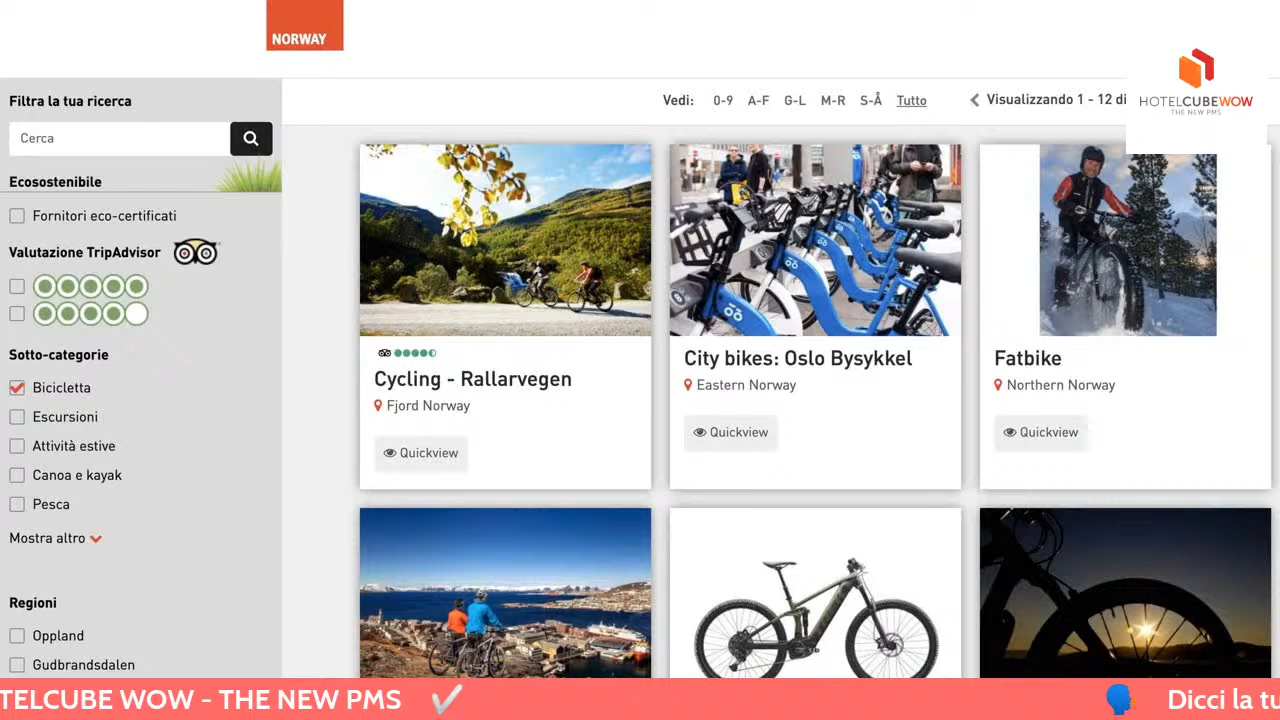 NORWAY
HOTELCUBEWOW
THE NEW PMS
Filtra la tua ricerca
Cerca
Ecosostenibile
Fornitori eco-certificati
Valutazione TripAdvisor
Sotto-categorie
Bicicletta
Escursioni
Attività estive
Canoa e kayak
Pesca
Mostra altro
Regioni
Oppland
Gudbrandsdalen
Vedi: 0-9 A-F G-L M-R S-Å Tutto
Visualizzando 1 - 12 di
Cycling - Rallarvegen
Fjord Norway
Quickview
City bikes: Oslo Bysykkel
Eastern Norway
Quickview
Fatbike
Northern Norway
Quickview
TELCUBE WOW - THE NEW PMS
Dicci la tu